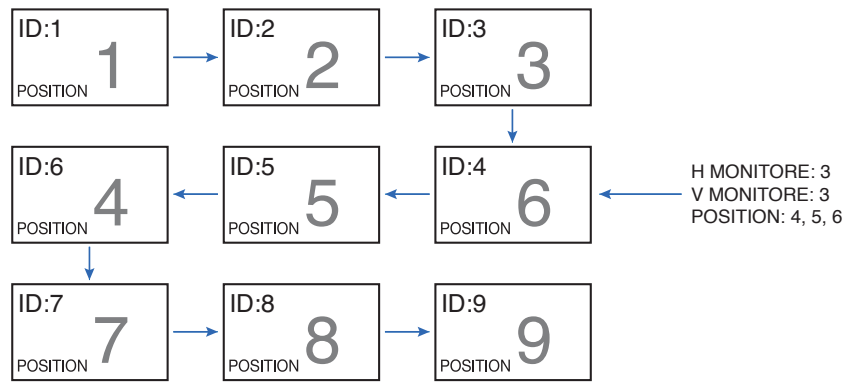 ID:1
1
POSITION
ID:2
2
POSITION
ID:3
3
POSITION
ID:6
4
POSITION
ID:5
5
POSITION
ID:4
6
POSITION
H MONITORE: 3
V MONITORE: 3
POSITION: 4, 5, 6
ID:7
7
POSITION
ID:8
8
POSITION
ID:9
9
POSITION